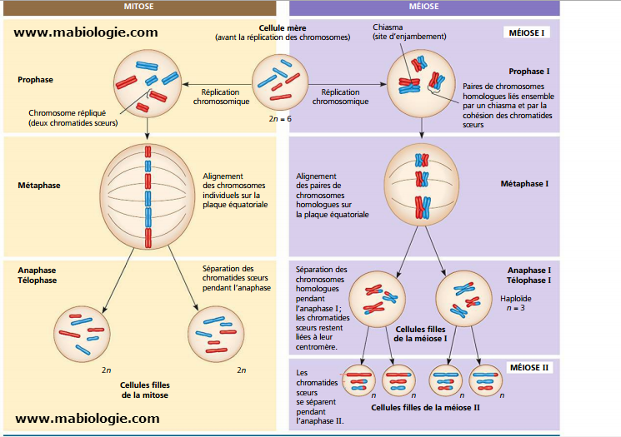 MITOSE
MÉIOSE
www.mabiologie.com
Cellule mère
(avant la réplication des chromosomes)
Chiasma
(site d'enjambement)
MÉIOSE I
Prophase
Prophase I
Réplication
chromosomique
Réplication
chromosomique
2n = 6
Chromosome répliqué
(deux chromatides sœurs)
Paires de chromosomes
homologues liés ensemble
par un chiasma et par la
cohésion des chromatides
sœurs
Métaphase
Alignement
des chromosomes
individuels sur la
plaque équatoriale
Alignement
des paires de
chromosomes
homologues sur
la plaque équatoriale
Métaphase I
Anaphase
Télophase
Séparation des
chromatides sœurs
pendant l'anaphase
2n
2n
Cellules filles
de la mitose
Séparation des
chromosomes
homologues
pendant
l'anaphase I;
les chromatides
sœurs restent
liées à leur
centromère.
Anaphase I
Télophase I
Haploïde
n = 3
Cellules filles
de la méiose I
MÉIOSE II
Les
chromatides
sœurs
se séparent
pendant
l'anaphase II.
n
n
n
n
Cellules filles de la méiose II
www.mabiologie.com